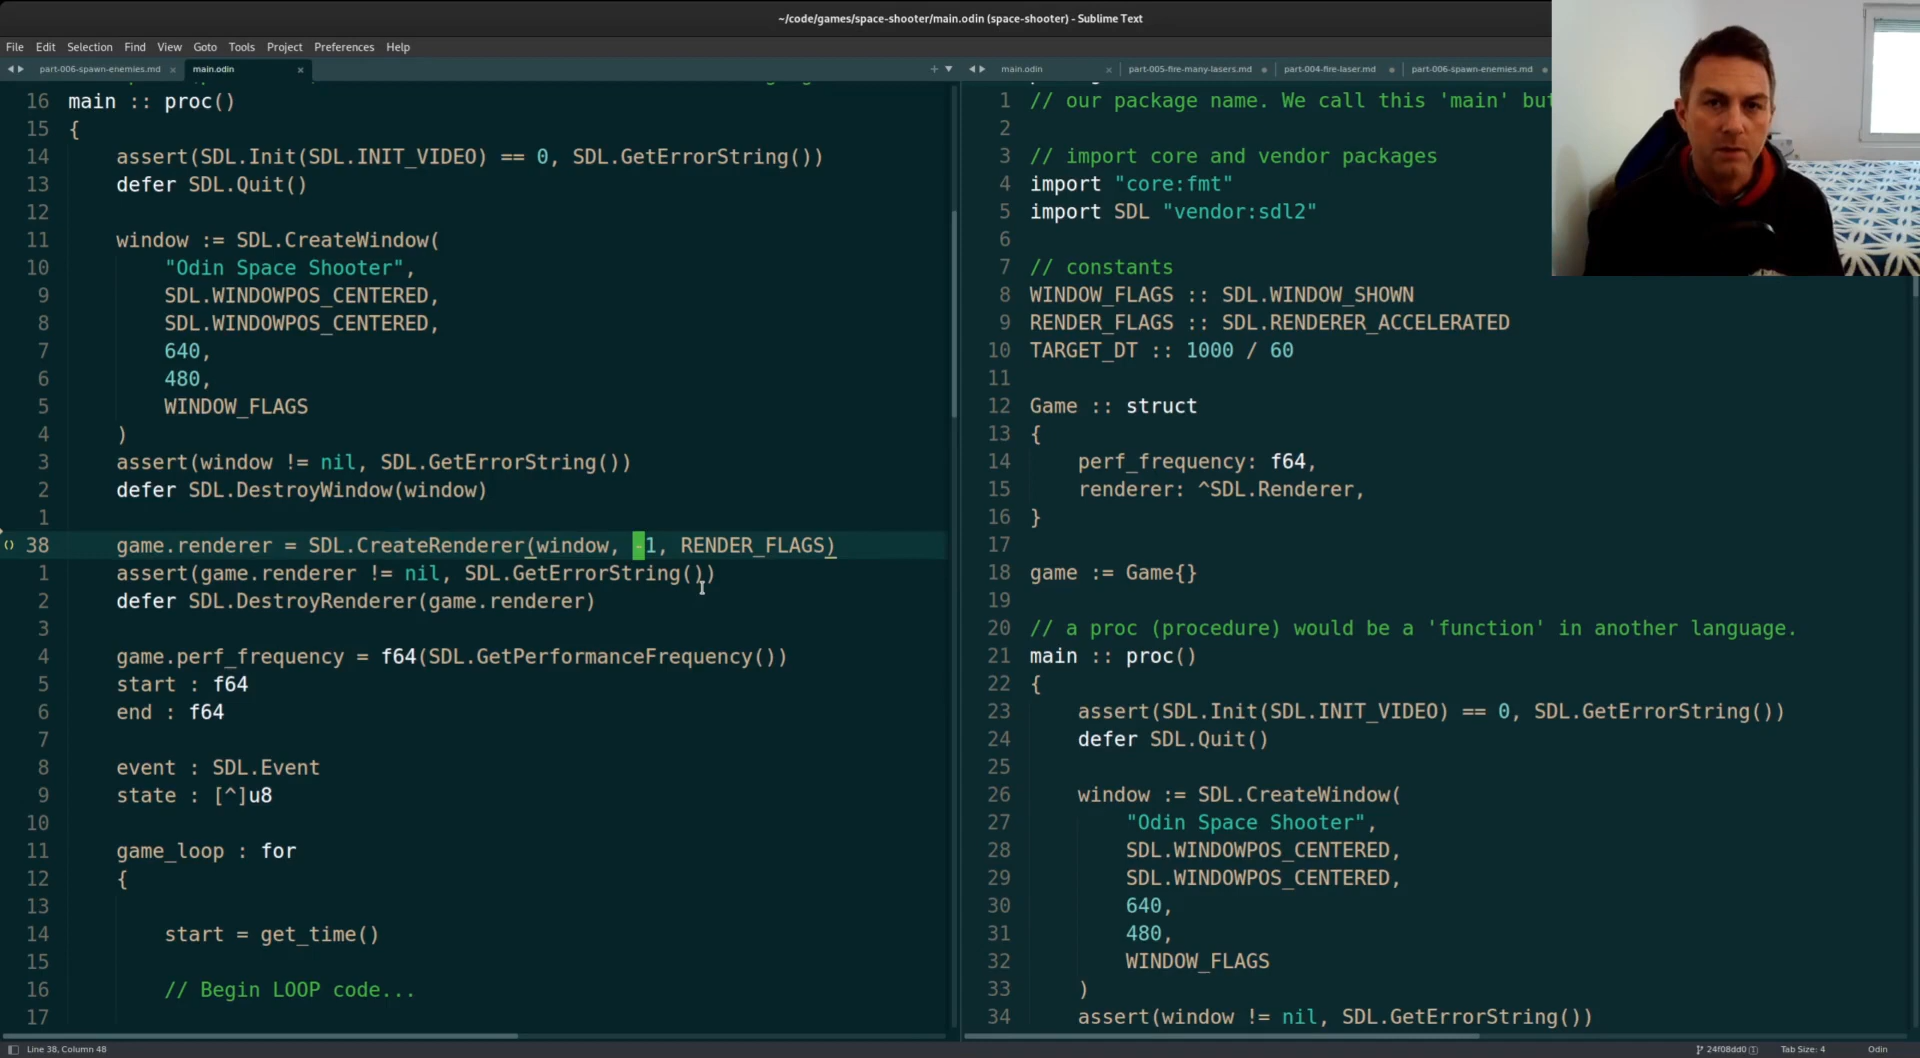 ~/code/games/space-shooter/main.odin (space-shooter) - Sublime Text
File Edit Selection Find View Goto Tools Project Preferences Help
part-006-spawn-enemies.md main.odin
16 main :: proc()
15 {
14 assert(SDL.Init(SDL.INIT_VIDEO) == 0, SDL.GetErrorString())
13 defer SDL.Quit()
12
11 window := SDL.CreateWindow(
10 "Odin Space Shooter",
9 SDL.WINDOWPOS_CENTERED,
8 SDL.WINDOWPOS_CENTERED,
7 640,
6 480,
5 WINDOW_FLAGS
4 )
3 assert(window != nil, SDL.GetErrorString())
2 defer SDL.DestroyWindow(window)
1
38 game.renderer = SDL.CreateRenderer(window, -1, RENDER_FLAGS)
1 assert(game.renderer != nil, SDL.GetErrorString())
2 defer SDL.DestroyRenderer(game.renderer)
3
4 game.perf_frequency = f64(SDL.GetPerformanceFrequency())
5 start : f64
6 end : f64
7
8 event : SDL.Event
9 state : [^]u8
10
11 game_loop : for
12 {
13
14 start = get_time()
15
16 // Begin LOOP code...
17
main.odin part-005-fire-many-lasers.md part-004-fire-laser.md part-006-spawn-enemies.md
1 // our package name. We call this 'main' but
2
3 // import core and vendor packages
4 import "core:fmt"
5 import SDL "vendor:sdl2"
6
7 // constants
8 WINDOW_FLAGS :: SDL.WINDOW_SHOWN
9 RENDER_FLAGS :: SDL.RENDERER_ACCELERATED
10 TARGET_DT :: 1000 / 60
11
12 Game :: struct
13 {
14 perf_frequency: f64,
15 renderer: ^SDL.Renderer,
16 }
17
18 game := Game{}
19
20 // a proc (procedure) would be a 'function' in another language.
21 main :: proc()
22 {
23 assert(SDL.Init(SDL.INIT_VIDEO) == 0, SDL.GetErrorString())
24 defer SDL.Quit()
25
26 window := SDL.CreateWindow(
27 "Odin Space Shooter",
28 SDL.WINDOWPOS_CENTERED,
29 SDL.WINDOWPOS_CENTERED,
30 640,
31 480,
32 WINDOW_FLAGS
33 )
34 assert(window != nil, SDL.GetErrorString())
Line 38, Column 48
24f08dd0 1 Tab Size: 4 Odin